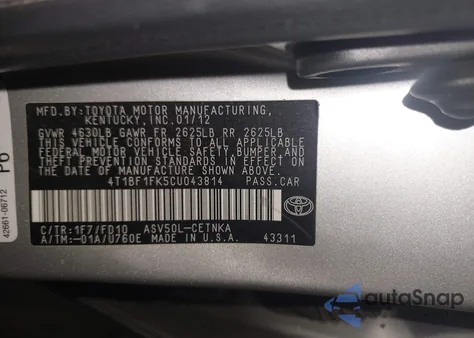 MFD. BY: TOYOTA MOTOR MANUFACTURING,
KENTUCKY, INC. 01/12
GVWR 4630LB GAWR FR 2625LB RR 2625LB
THIS VEHICLE CONFORMS TO ALL APPLICABLE
FEDERAL MOTOR VEHICLE SAFETY, BUMPER, AND
THEFT PREVENTION STANDARDS IN EFFECT ON
THE DATE OF MANUFACTURE SHOWN ABOVE.
4T1BF1FK5CU043814 PASS.CAR
C/TR:1F7/FD10 ASV50L-CETNKA
A/TM:-01A/U760E MADE IN U.S.A. 43311
42661-06712
P6
autoSnap